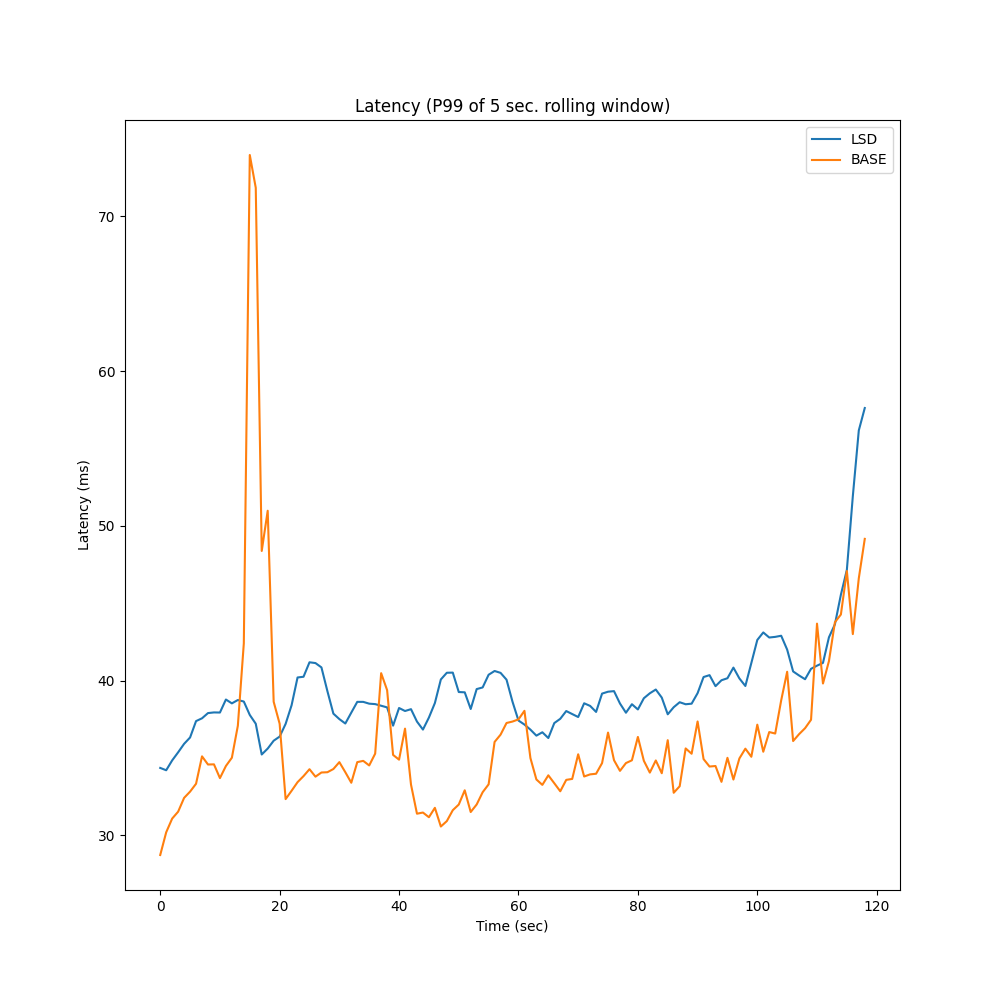 Latency (P99 of 5 sec. rolling window)
LSD
BASE
70
60
50
40
30
Latency (ms)
0 20 40 60 80 100 120
Time (sec)